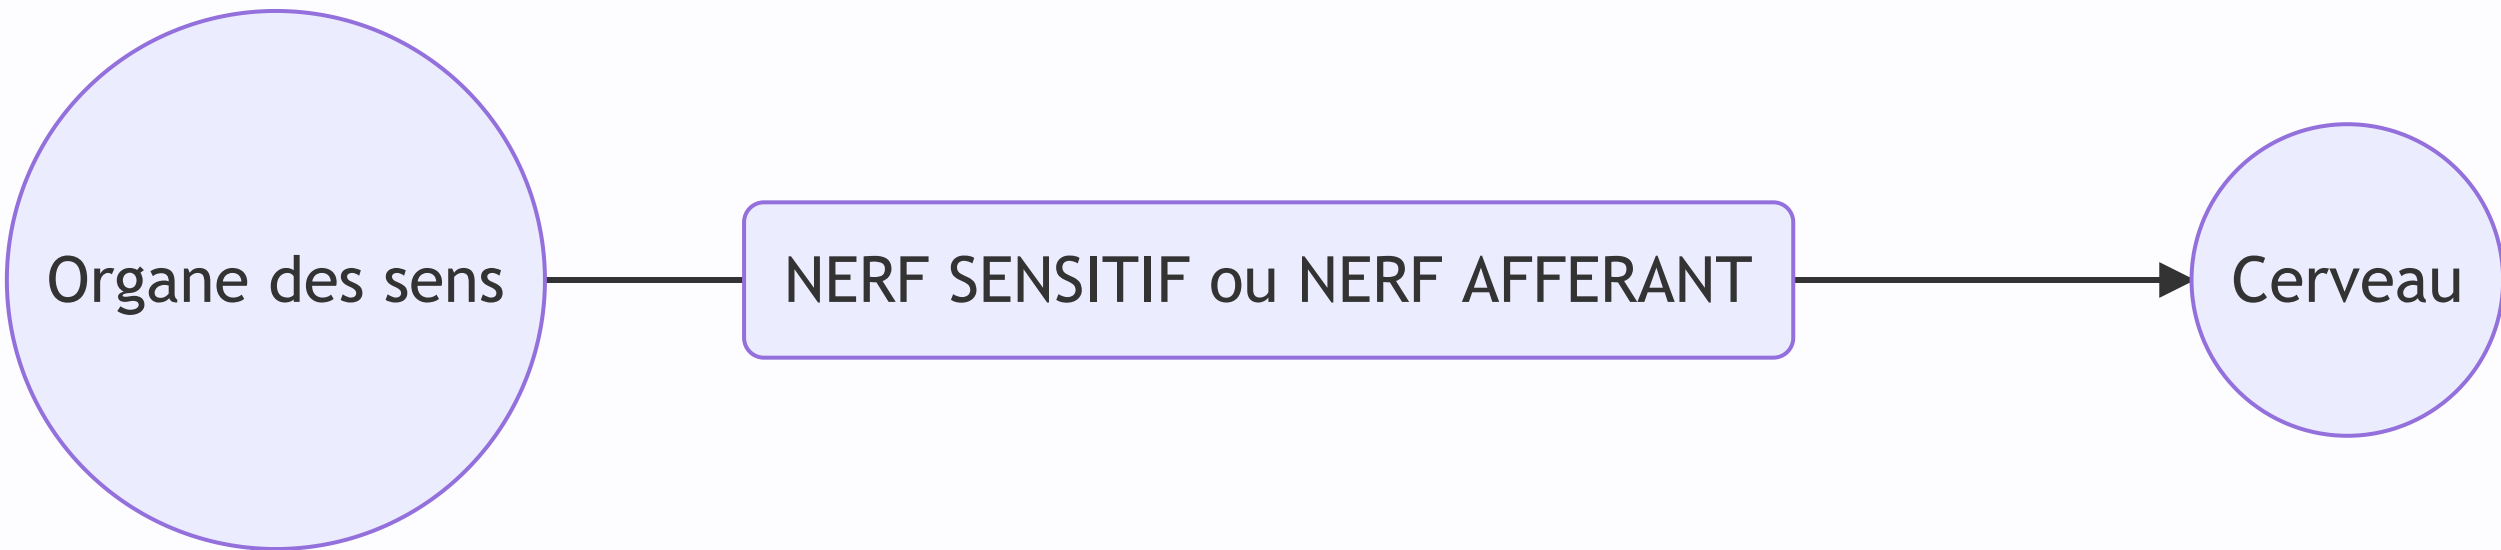 Organe des sens
NERF SENSITIF ou NERF AFFERANT
Cerveau